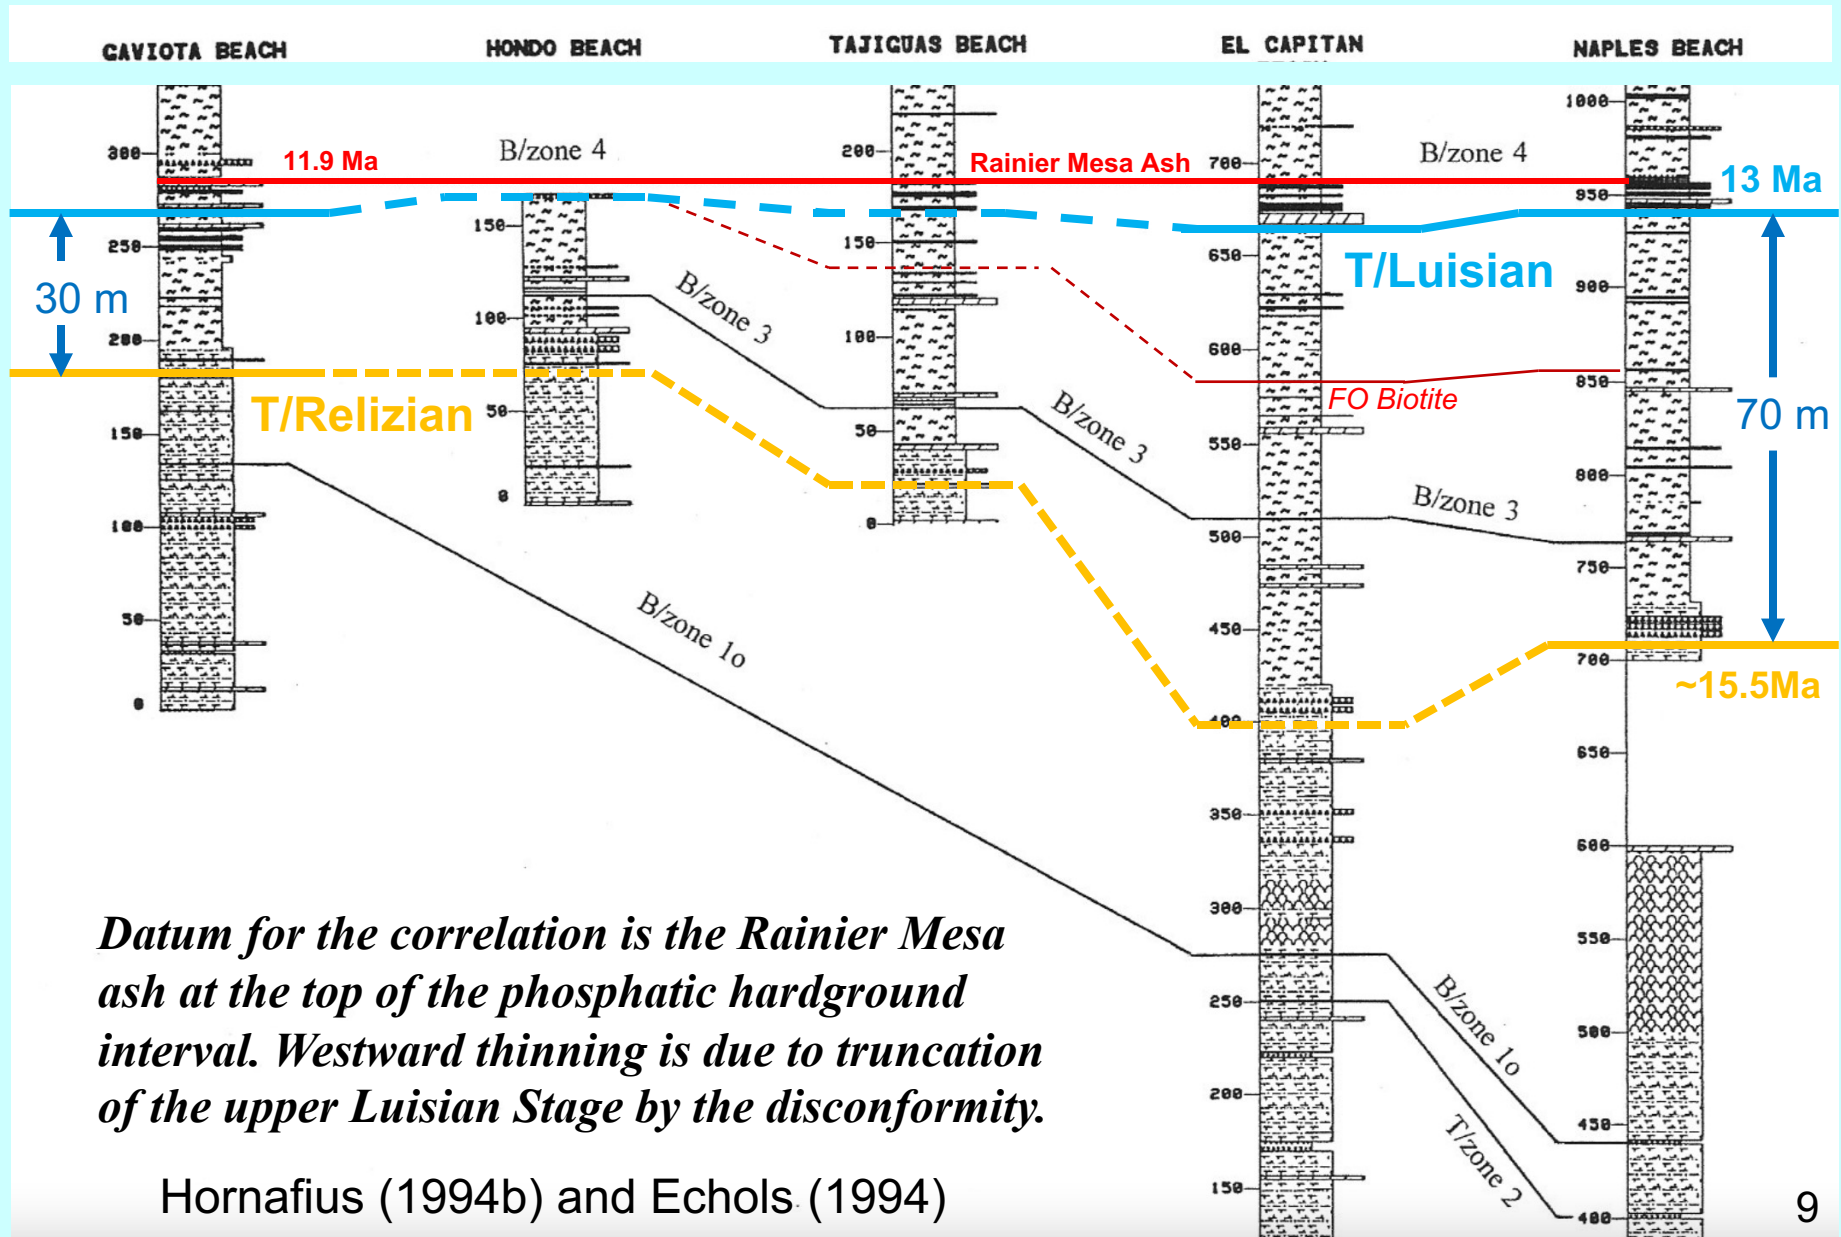 GAVIOTA BEACH
HONDO BEACH
TAJIGUAS BEACH
EL CAPITAN
NAPLES BEACH
300
250
200
150
100
50
0
150
100
50
0
200
150
100
50
0
700
650
600
550
500
450
400
350
300
250
200
150
1000
950
900
850
800
750
700
650
600
550
500
450
400
11.9 Ma
B/zone 4
Rainier Mesa Ash
B/zone 4
13 Ma
T/Luisian
30 m
70 m
B/zone 3
B/zone 3
B/zone 3
FO Biotite
T/Relizian
~15.5Ma
B/zone 1o
B/zone 1o
T/zone 2
Datum for the correlation is the Rainier Mesa
ash at the top of the phosphatic hardground
interval. Westward thinning is due to truncation
of the upper Luisian Stage by the disconformity.
Hornafius (1994b) and Echols (1994)
9